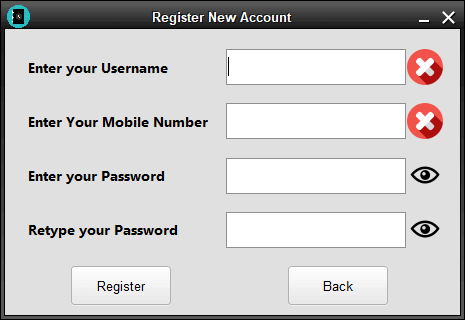 Register New Account
Enter your Username
Enter Your Mobile Number
Enter your Password
Retype your Password
Register
Back